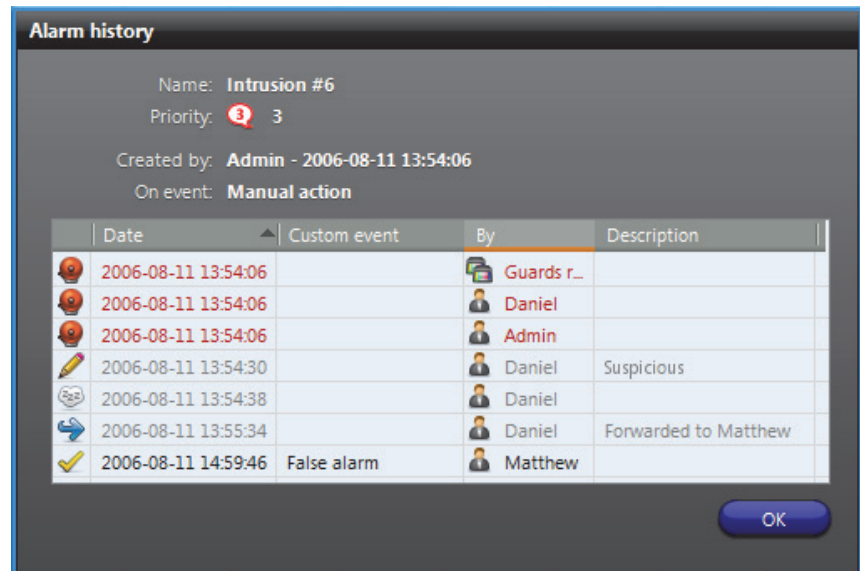 Alarm history
Name: Intrusion #6
Priority: 3 3
Created by: Admin - 2006-08-11 13:54:06
On event: Manual action
Date Custom event By Description
2006-08-11 13:54:06 Guards r...
2006-08-11 13:54:06 Daniel
2006-08-11 13:54:06 Admin
2006-08-11 13:54:30 Daniel Suspicious
zzz 2006-08-11 13:54:38 Daniel
2006-08-11 13:55:34 Daniel Forwarded to Matthew
2006-08-11 14:59:46 False alarm Matthew
OK